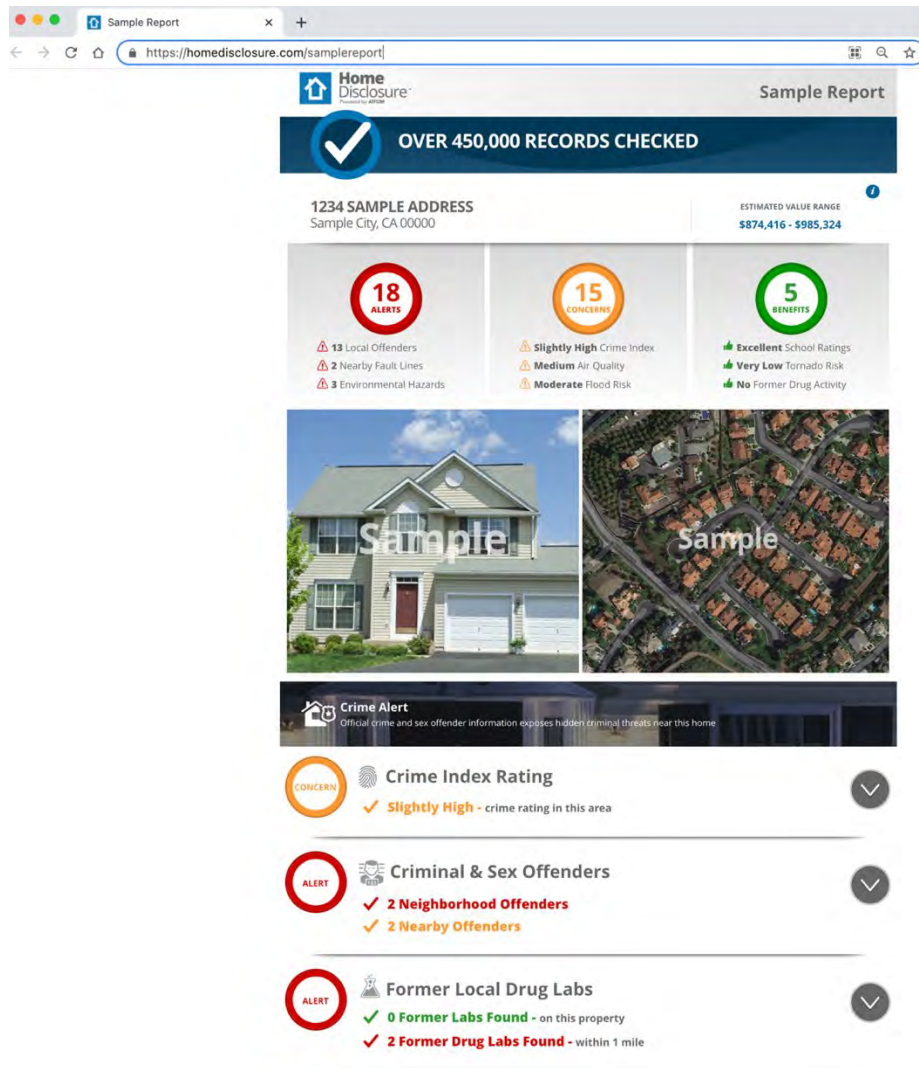 Sample Report
https://homedisclosure.com/samplereport
Home
Disclosure
Powered by ATTOM
Sample Report
OVER 450,000 RECORDS CHECKED
1234 SAMPLE ADDRESS
Sample City, CA 00000
ESTIMATED VALUE RANGE
$874,416 - $985,324
18
ALERTS
13 Local Offenders
2 Nearby Fault Lines
3 Environmental Hazards
15
CONCERNS
Slightly High Crime Index
Medium Air Quality
Moderate Flood Risk
5
BENEFITS
Excellent School Ratings
Very Low Tornado Risk
No Former Drug Activity
Sample
Sample
Crime Alert
Official crime and sex offender information exposes hidden criminal threats near this home
CONCERN
Crime Index Rating
Slightly High - crime rating in this area
ALERT
Criminal & Sex Offenders
2 Neighborhood Offenders
2 Nearby Offenders
ALERT
Former Local Drug Labs
0 Former Labs Found - on this property
2 Former Drug Labs Found - within 1 mile